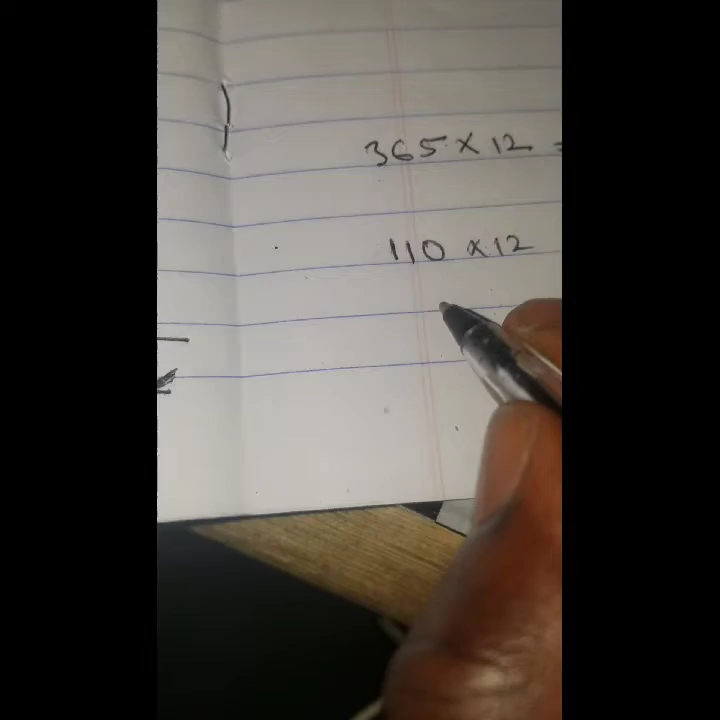 365 × 12 =
110 × 12